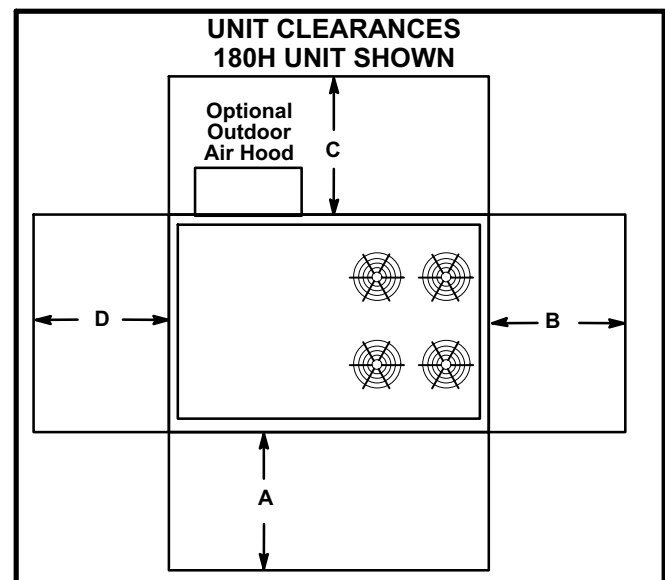 UNIT CLEARANCES
180H UNIT SHOWN
Optional
Outdoor
Air Hood
C
D
B
A